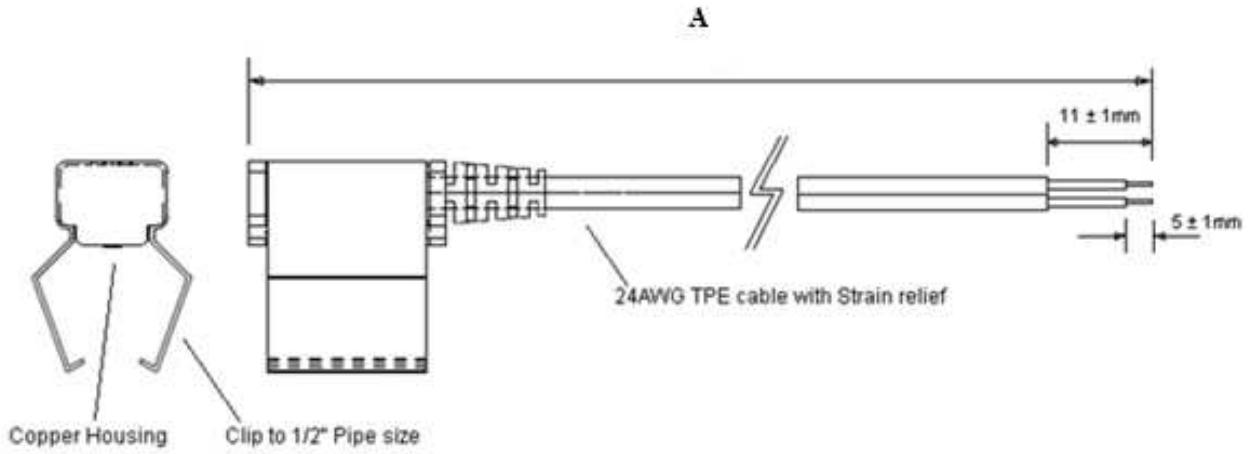 A
11 ± 1mm
5 ± 1mm
24AWG TPE cable with Strain relief
Copper Housing
Clip to 1/2" Pipe size